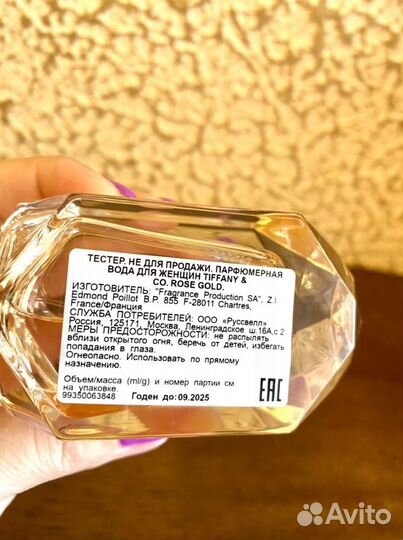 ТЕСТЕР. НЕ ДЛЯ ПРОДАЖИ. ПАРФЮМЕРНАЯ
ВОДА ДЛЯ ЖЕНЩИН TIFFANY &
CO. ROSE GOLD.
ИЗГОТОВИТЕЛЬ: "Fragrance Production SA", Z.I.
Edmond Poillot B.P. 855 F-28011 Chartres,
France/Франция
СЛУЖБА ПОТРЕБИТЕЛЕЙ: ООО «Руссвелл»
Россия, 125171, Москва, Ленинградское ш.16А,с 2
МЕРЫ ПРЕДОСТОРОЖНОСТИ: не распылять
вблизи открытого огня, беречь от детей, избегать
попадания в глаза.
Огнеопасно. Использовать по прямому
назначению.
Объем/масса (ml/g) и номер партии см.
на упаковке.
99350063848 Годен до: 09.2025
EAC
Avito